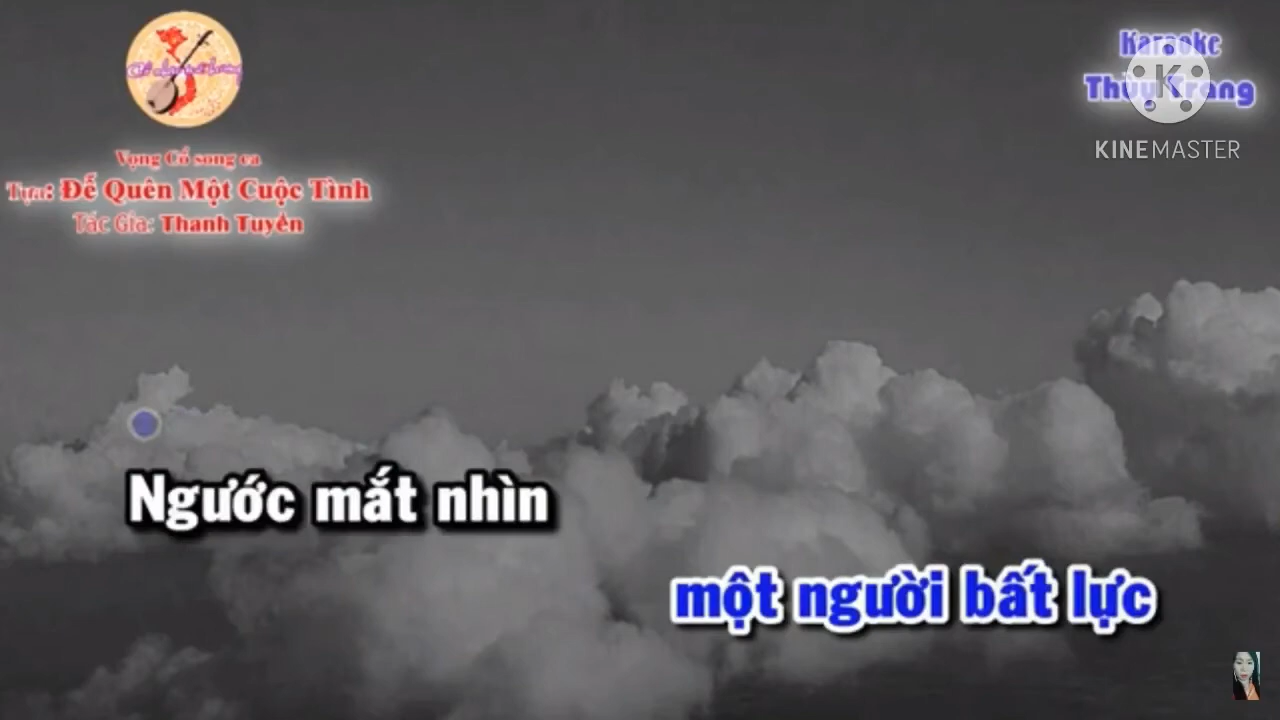 Karaoke
Thùy Trang
KINEMASTER
Vọng Cổ song ca
Tựa: Để Quên Một Cuộc Tình
Tác Gỉa: Thanh Tuyền
Ngước mắt nhìn
một người bất lực